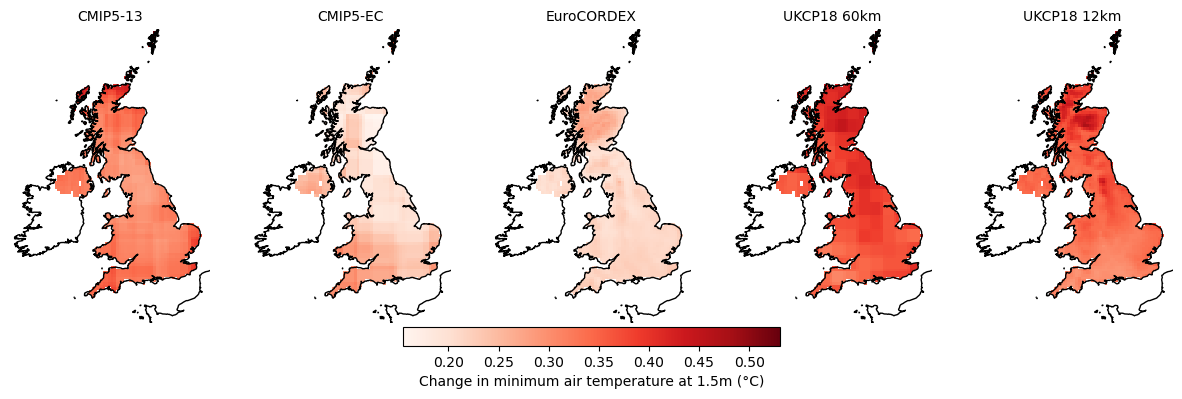 CMIP5-13 CMIP5-EC EuroCORDEX UKCP18 60km UKCP18 12km
0.20 0.25 0.30 0.35 0.40 0.45 0.50
Change in minimum air temperature at 1.5m (°C)